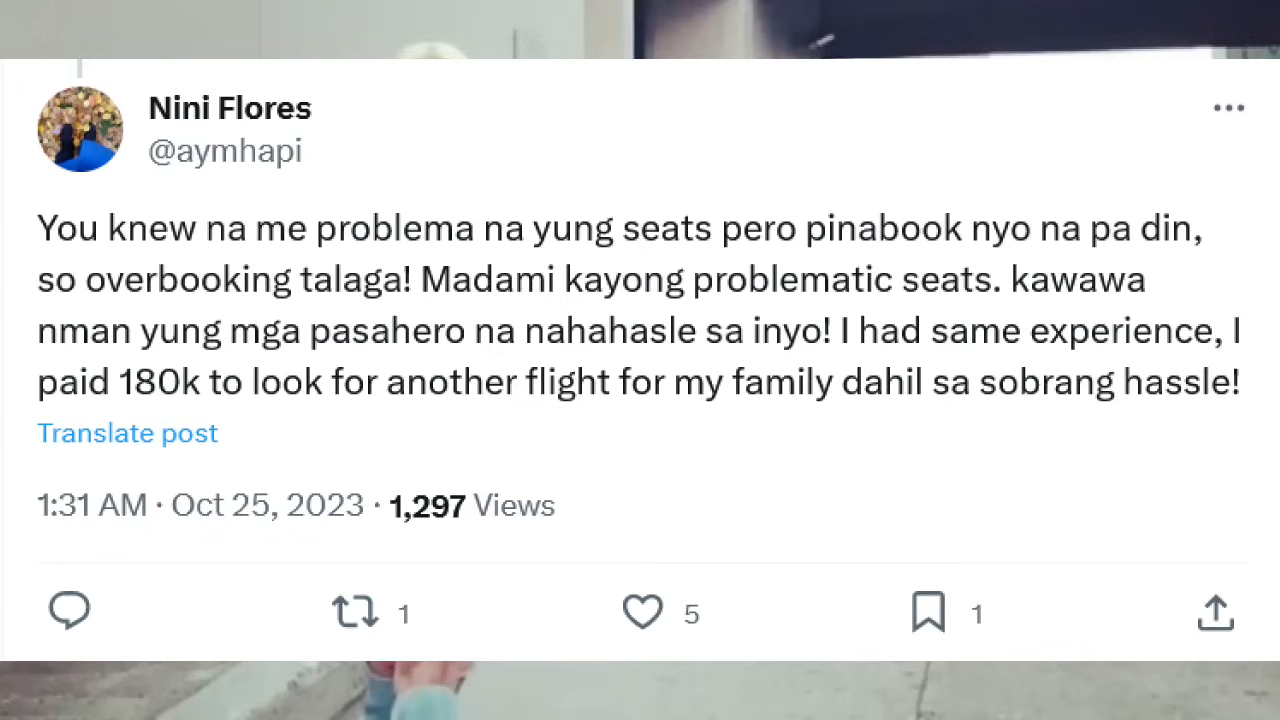 Nini Flores
@aymhapi
You knew na me problema na yung seats pero pinabook nyo na pa din,
so overbooking talaga! Madami kayong problematic seats. kawawa
nman yung mga pasahero na nahahasle sa inyo! I had same experience, I
paid 180k to look for another flight for my family dahil sa sobrang hassle!
Translate post
1:31 AM · Oct 25, 2023 · 1,297 Views
1 5 1